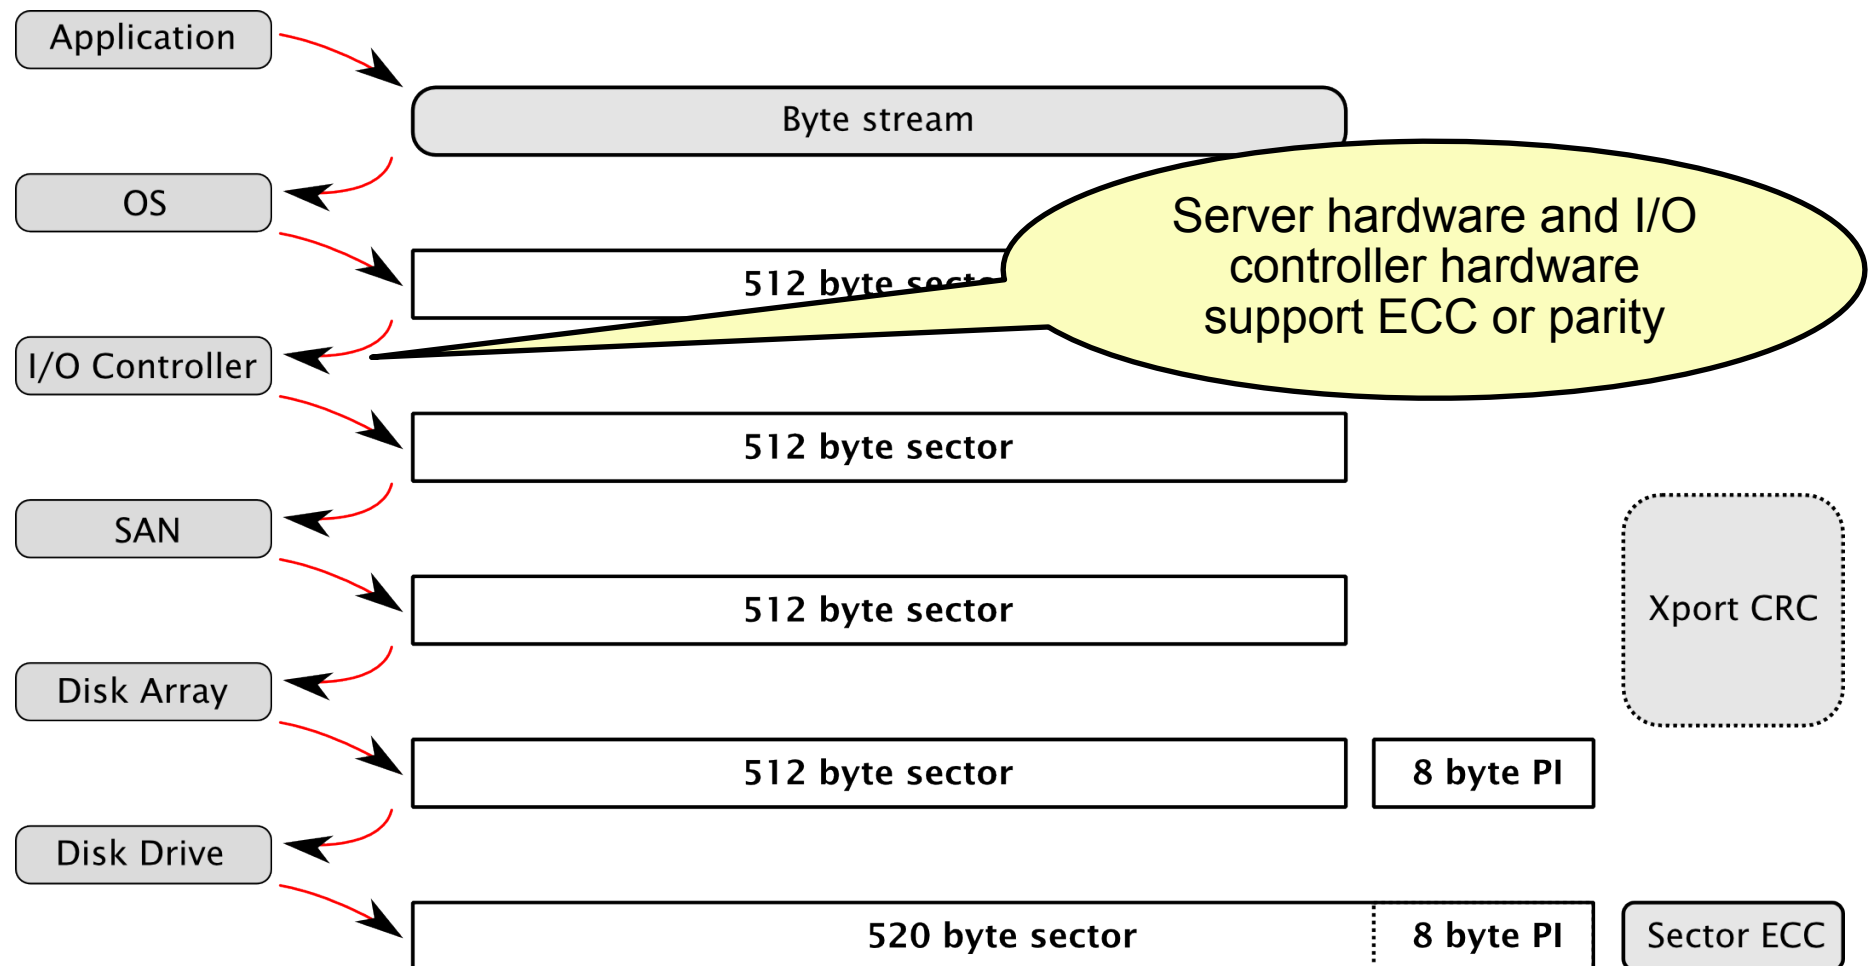 Application
Byte stream
OS
Server hardware and I/O
controller hardware
support ECC or parity
512 byte
I/O Controller
512 byte sector
SAN
512 byte sector
Xport CRC
Disk Array
512 byte sector
8 byte PI
Disk Drive
520 byte sector
8 byte PI
Sector ECC